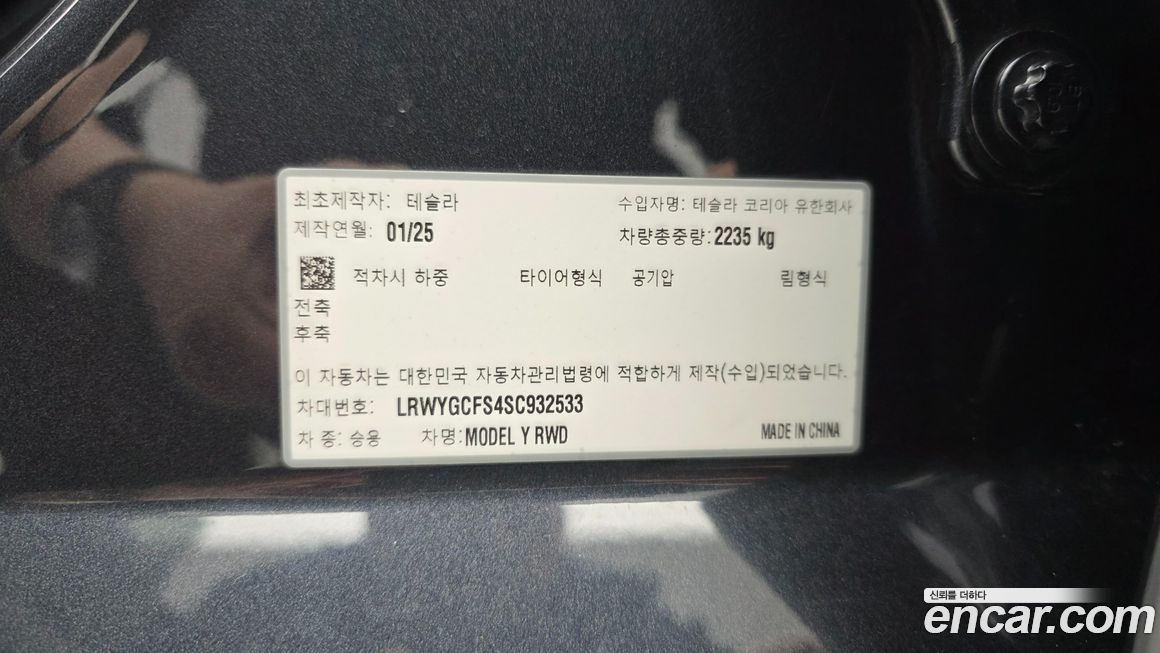 최초제작자: 테슬라 수입자명: 테슬라 코리아 유한회사
제작연월: 01/25 차량총중량: 2235 kg
적차시 하중 타이어형식 공기압 림형식
전축
후축
이 자동차는 대한민국 자동차관리법령에 적합하게 제작(수입)되었습니다.
차대번호: LRWYGCFS4SC932533
차 종: 승용 차명: MODEL Y RWD MADE IN CHINA
신뢰를 더하다
encar.com